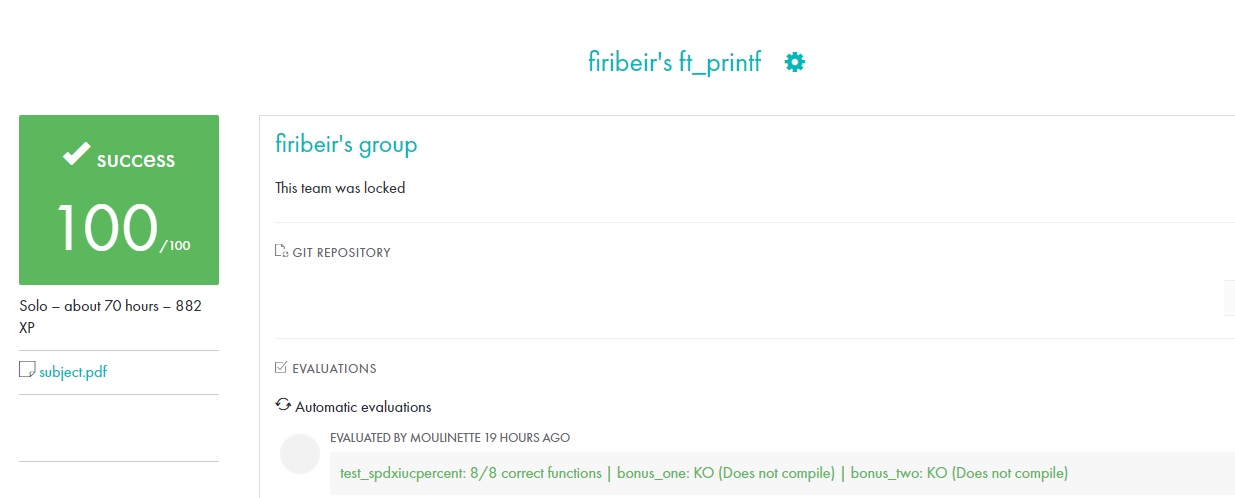 firibeir's ft_printf
success
100/100
Solo – about 70 hours – 882
XP
subject.pdf
firibeir's group
This team was locked
GIT REPOSITORY
EVALUATIONS
Automatic evaluations
EVALUATED BY MOULINETTE 19 HOURS AGO
test_spdxiucpercent: 8/8 correct functions | bonus_one: KO (Does not compile) | bonus_two: KO (Does not compile)